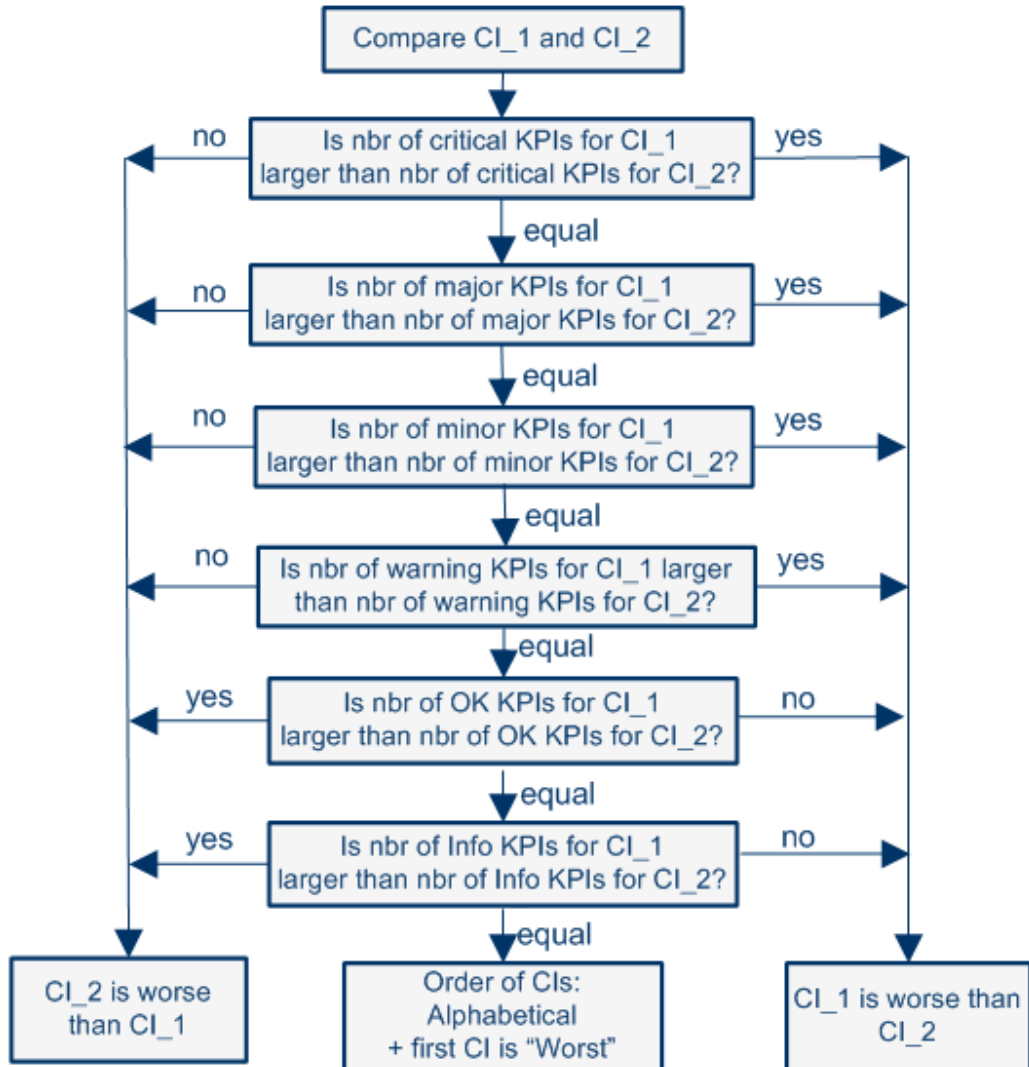 Compare CI_1 and CI_2
no
Is nbr of critical KPIs for CI_1
larger than nbr of critical KPIs for CI_2?
yes
equal
no
Is nbr of major KPIs for CI_1
larger than nbr of major KPIs for CI_2?
yes
equal
no
Is nbr of minor KPIs for CI_1
larger than nbr of minor KPIs for CI_2?
yes
equal
no
Is nbr of warning KPIs for CI_1 larger
than nbr of warning KPIs for CI_2?
yes
equal
yes
Is nbr of OK KPIs for CI_1
larger than nbr of OK KPIs for CI_2?
no
equal
yes
Is nbr of Info KPIs for CI_1
larger than nbr of Info KPIs for CI_2?
no
equal
CI_2 is worse
than CI_1
Order of CIs:
Alphabetical
+ first CI is “Worst”
CI_1 is worse than
CI_2